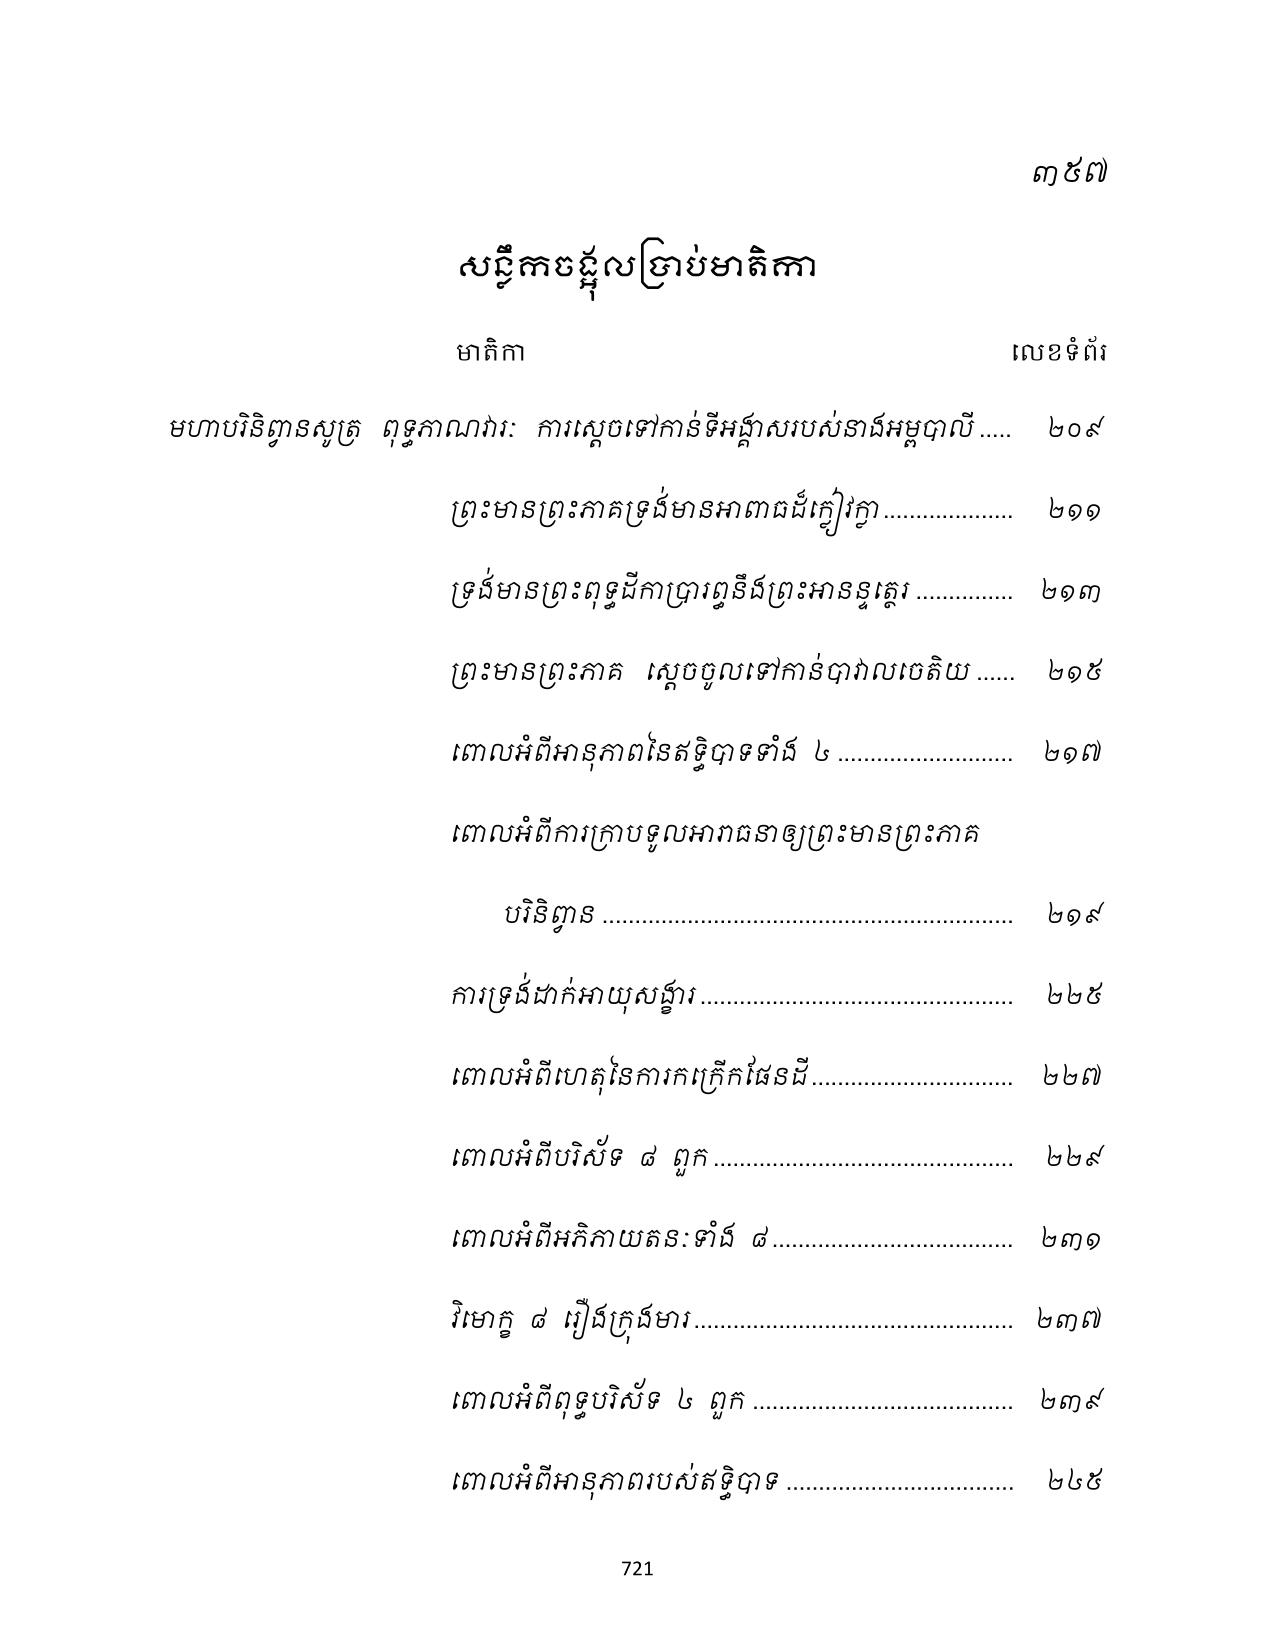 ៣៥៧
សន្លឹកចង្អុលប្រាប់មាតិកា
មាតិកា លេខទំព័រ
មហាបរិនិព្វានសូត្រ ពុទ្ធភាណវារៈ ការស្តេចទៅកាន់ទីអង្គាសរបស់នាងអម្ពបាលី ..... ២០៩
ព្រះមានព្រះភាគទ្រង់មានអាពាធដ៏ក្លៀវក្លា .................... ២១១
ទ្រង់មានព្រះពុទ្ធដីកាប្រារព្ធនឹងព្រះអានន្ទត្ថេរ ............... ២១៣
ព្រះមានព្រះភាគ ស្តេចចូលទៅកាន់បាវាលចេតិយ ...... ២១៥
ពោលអំពីអានុភាពនៃឥទ្ធិបាទទាំង ៤ ........................... ២១៧
ពោលអំពីការក្រាបទូលអារាធនាឲ្យព្រះមានព្រះភាគ
បរិនិព្វាន ............................................................... ២១៩
ការទ្រង់ដាក់អាយុសង្ខារ ................................................ ២២៥
ពោលអំពីហេតុនៃការកក្រើកផែនដី ............................... ២២៧
ពោលអំពីបរិស័ទ ៨ ពួក .............................................. ២២៩
ពោលអំពីអភិភាយតនៈទាំង ៨ ..................................... ២៣១
វិមោក្ខ ៨ រឿងក្រុងមារ ................................................. ២៣៧
ពោលអំពីពុទ្ធបរិស័ទ ៤ ពួក ........................................ ២៣៩
ពោលអំពីអានុភាពរបស់ឥទ្ធិបាទ ................................... ២៤៥
721